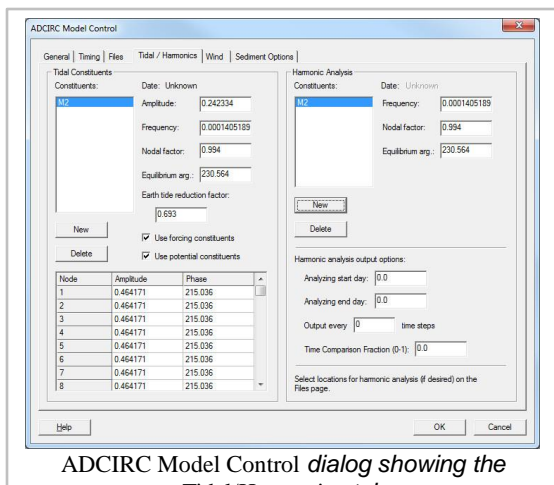 ADCIRC Model Control
General Timing Files Tidal / Harmonics Wind Sediment Options
Tidal Constituents
Constituents: Date: Unknown
M2
Amplitude: 0.242334
Frequency: 0.0001405189
Nodal factor: 0.994
Equilibrium arg.: 230.564
Earth tide reduction factor:
0.693
New
Delete
Use forcing constituents
Use potential constituents
Node Amplitude Phase
1 0.464171 215.036
2 0.464171 215.036
3 0.464171 215.036
4 0.464171 215.036
5 0.464171 215.036
6 0.464171 215.036
7 0.464171 215.036
8 0.464171 215.036
Harmonic Analysis
Constituents: Date: Unknown
M2
Frequency: 0.0001405189
Nodal factor: 0.994
Equilibrium arg.: 230.564
New
Delete
Harmonic analysis output options:
Analyzing start day: 0.0
Analyzing end day: 0.0
Output every 0 time steps
Time Comparison Fraction (0-1): 0.0
Select locations for harmonic analysis (if desired) on the
Files page.
Help OK Cancel
ADCIRC Model Control dialog showing the